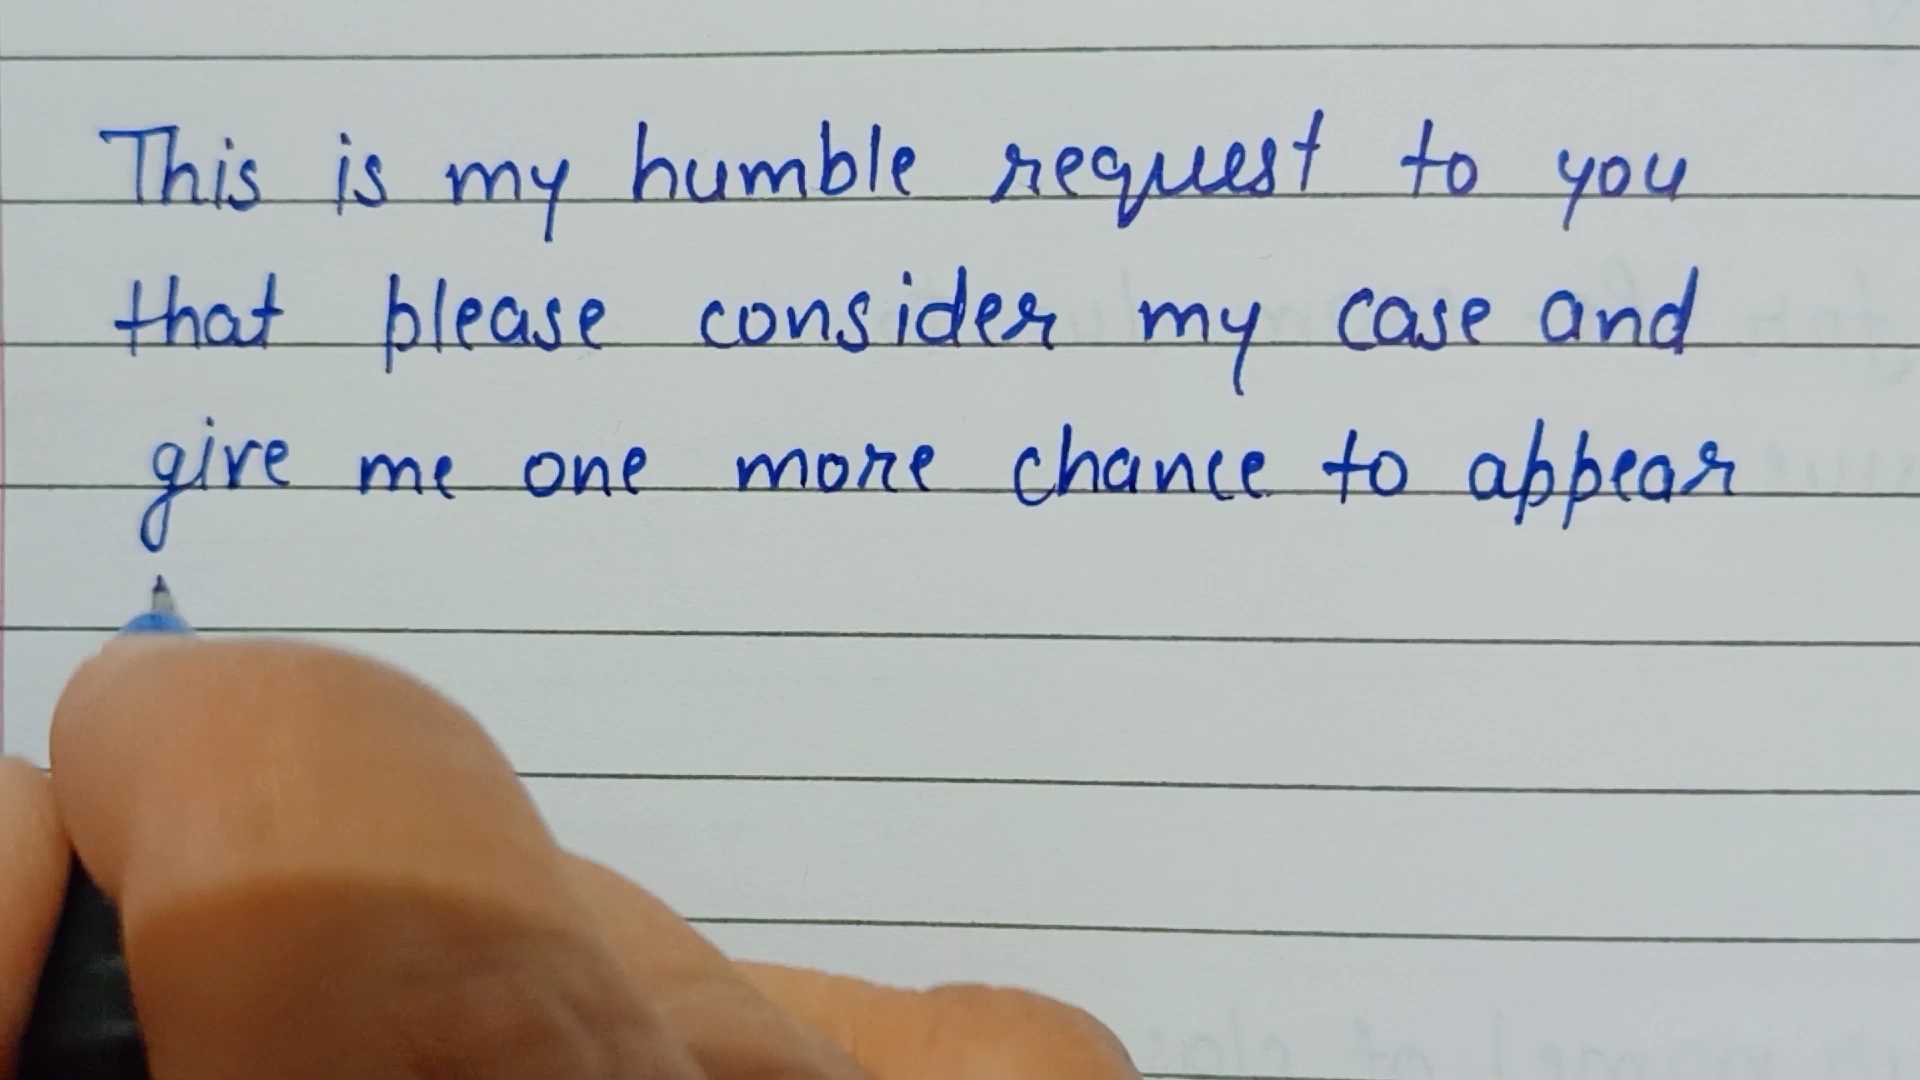 This is my humble request to you
that please consider my case and
give me one more chance to appear